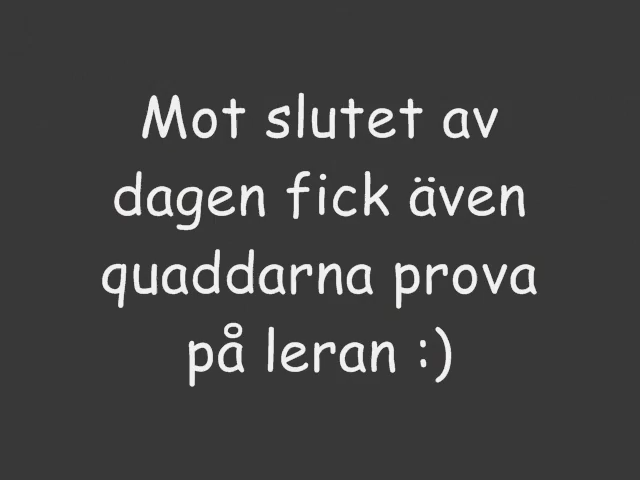 Mot slutet av
dagen fick även
quaddarna prova
på leran :)